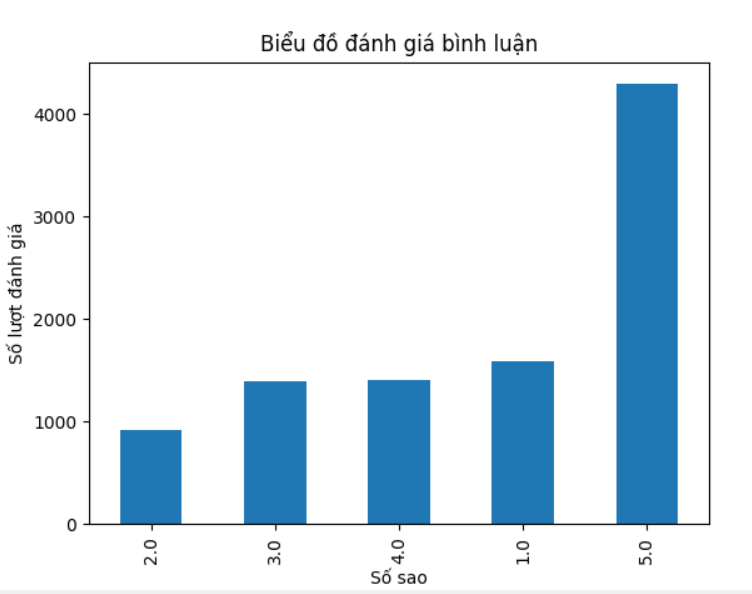 Biểu đồ đánh giá bình luận
Số lượt đánh giá
4000
3000
2000
1000
0
2.0 3.0 4.0 1.0 5.0
Số sao